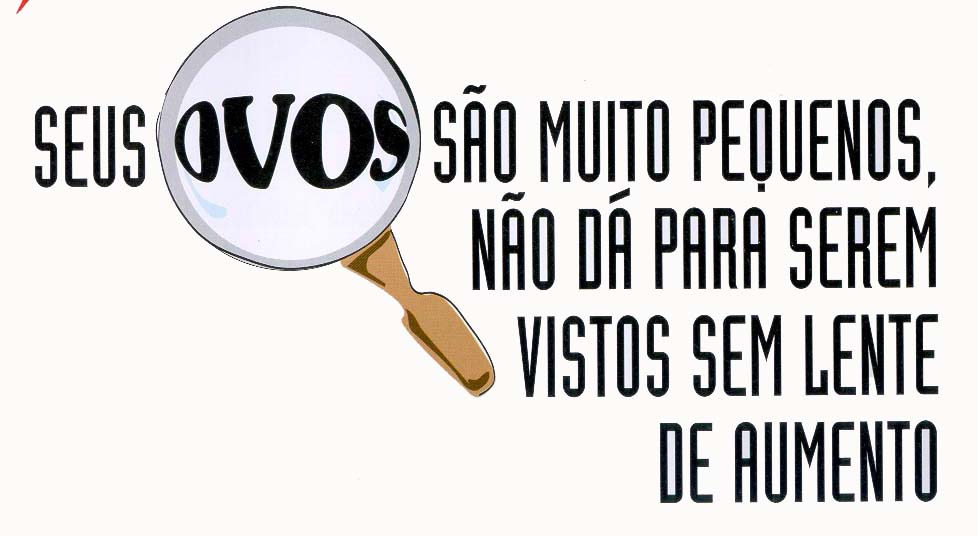 SEUS OVOS SÃO MUITO PEQUENOS,
NÃO DÁ PARA SEREM
VISTOS SEM LENTE
DE AUMENTO